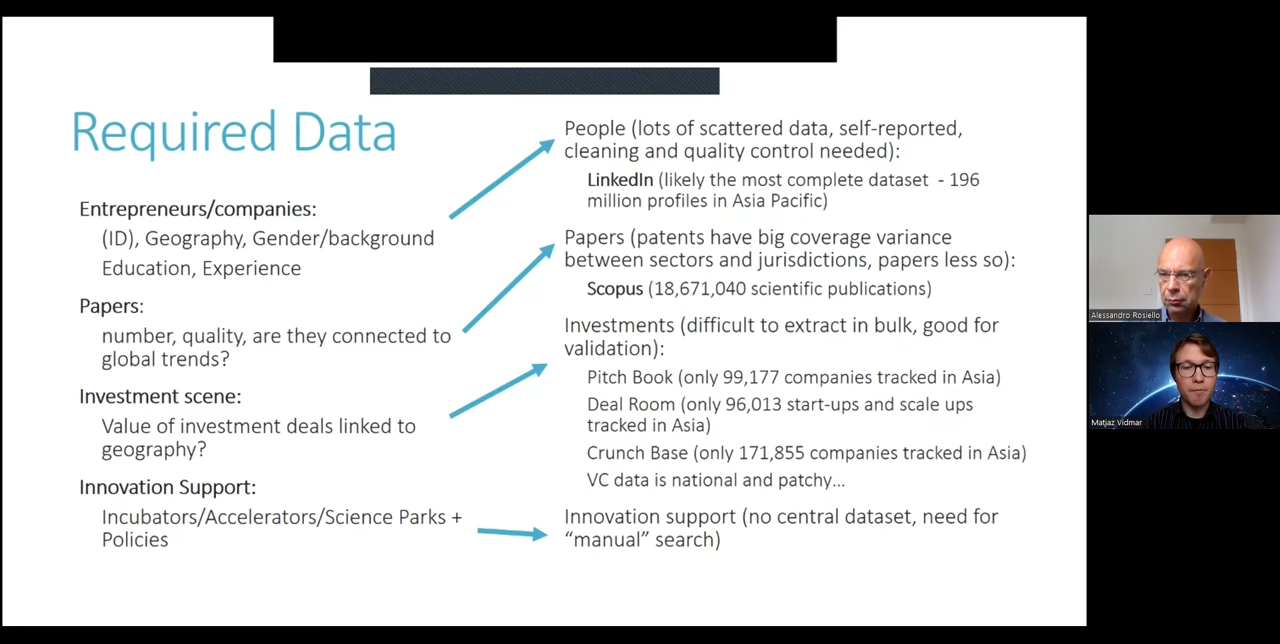 Required Data
Entrepreneurs/companies:
(ID), Geography, Gender/background
Education, Experience
Papers:
number, quality, are they connected to
global trends?
Investment scene:
Value of investment deals linked to
geography?
Innovation Support:
Incubators/Accelerators/Science Parks +
Policies
People (lots of scattered data, self-reported,
cleaning and quality control needed):
LinkedIn (likely the most complete dataset - 196
million profiles in Asia Pacific)
Papers (patents have big coverage variance
between sectors and jurisdictions, papers less so):
Scopus (18,671,040 scientific publications)
Investments (difficult to extract in bulk, good for
validation):
Pitch Book (only 99,177 companies tracked in Asia)
Deal Room (only 96,013 start-ups and scale ups
tracked in Asia)
Crunch Base (only 171,855 companies tracked in Asia)
VC data is national and patchy...
Innovation support (no central dataset, need for
“manual” search)
Alessandro Rosiello
Matjaz Vidmar